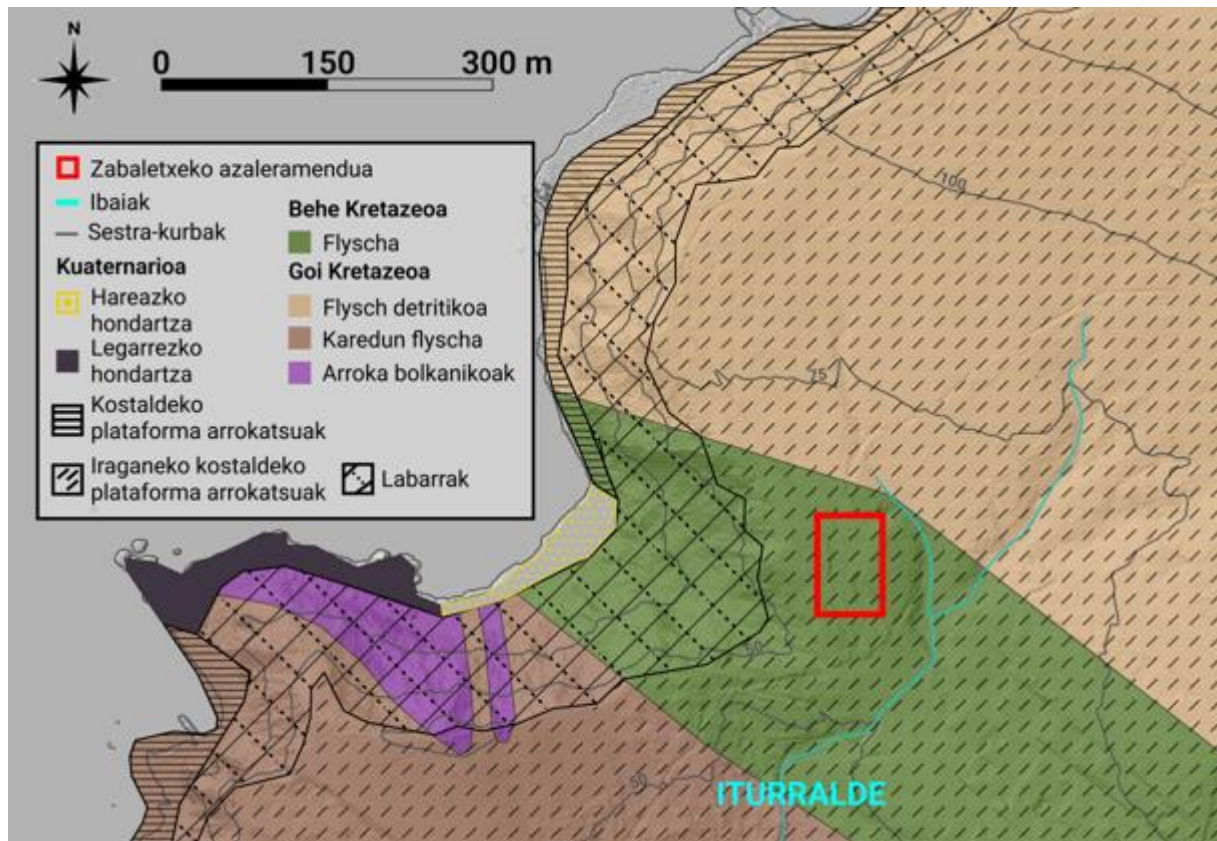 N
0 150 300 m
Zabaletxeko azaleramendua
Ibaiak
Sestra-kurbak
Kuaternarioa
Hareazko
hondartza
Legarrezko
hondartza
Kostaldeko
plataforma arrokatsuak
Iraganeko kostaldeko
plataforma arrokatsuak
Behe Kretazeoa
Flyscha
Goi Kretazeoa
Flysch detritikoa
Karedun flyscha
Arroka bolkanikoak
Labarrak
100
75
50
ITURRALDE